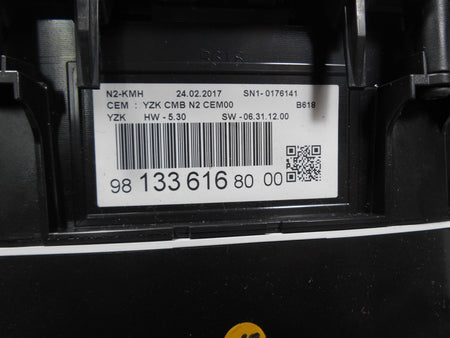 B618
N2-KMH 24.02.2017 SN1- 0176141
CEM : YZK CMB N2 CEM00 B618
YZK HW - 5.30 SW - 06.31.12.00
98 133 616 80 00